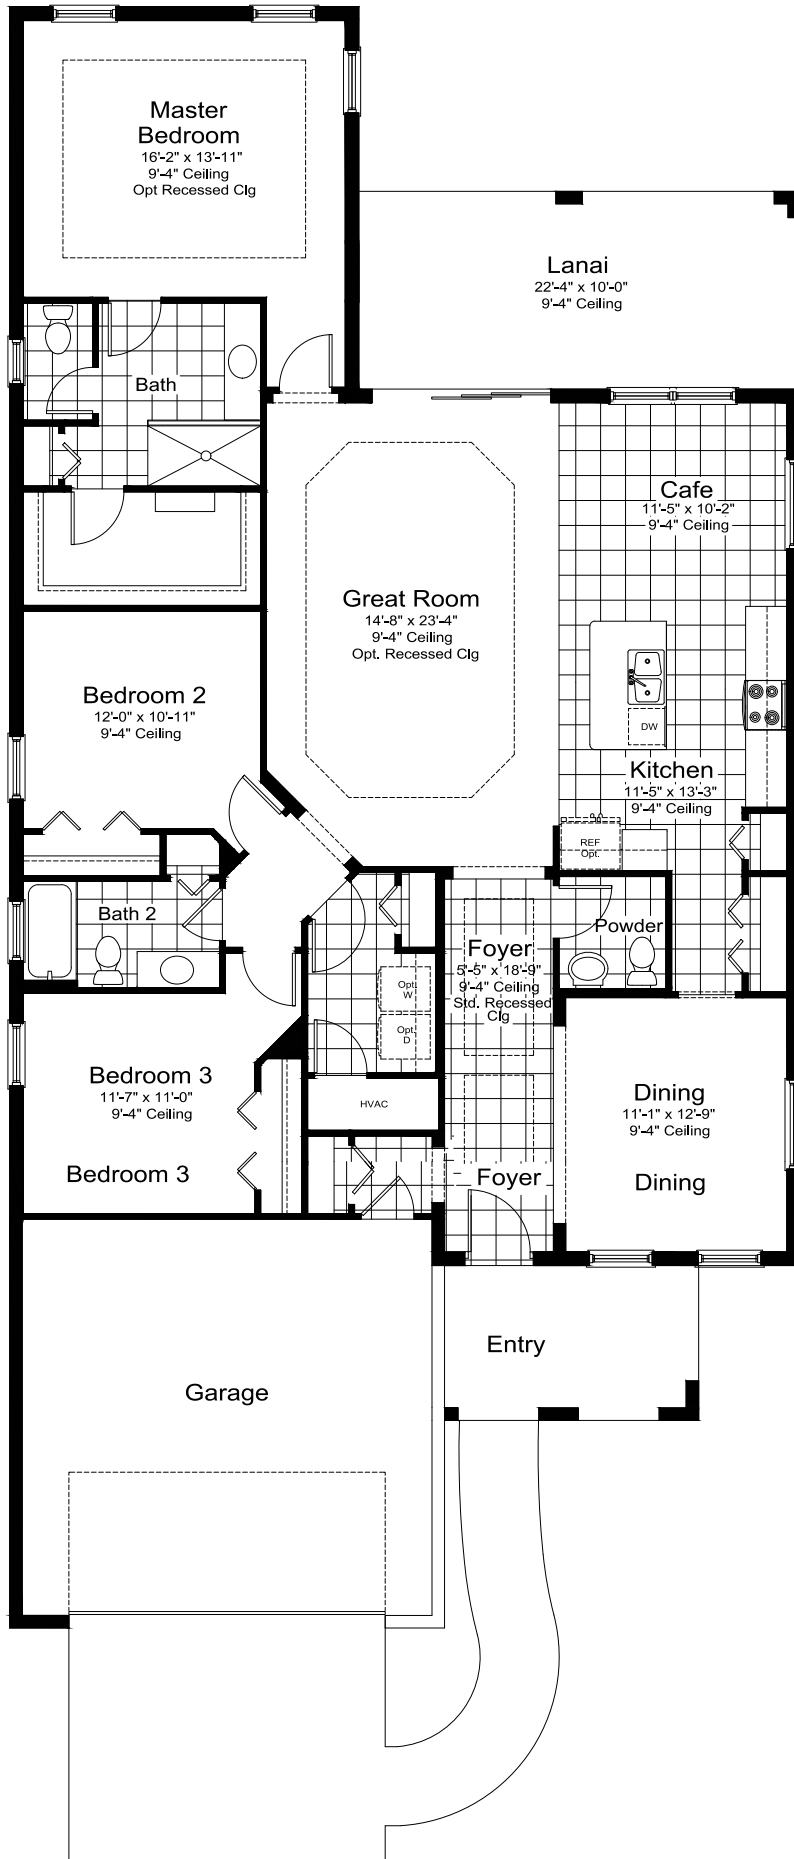 Master
Bedroom
16'-2" x 13'-11"
9'-4" Ceiling
Opt Recessed Clg
Lanai
22'-4" x 10'-0"
9'-4" Ceiling
Bath
Cafe
11'-5" x 10'-2"
9'-4" Ceiling
Great Room
14'-8" x 23'-4"
9'-4" Ceiling
Opt. Recessed Clg
Bedroom 2
12'-0" x 10'-11"
9'-4" Ceiling
DW
Kitchen
11'-5" x 13'-3"
9'-4" Ceiling
REF
Opt.
Bath 2
Powder
Foyer
5'-5" x 18'-9"
9'-4" Ceiling
Std. Recessed
Clg
Opt.
W
Opt.
D
Bedroom 3
11'-7" x 11'-0"
9'-4" Ceiling
HVAC
Dining
11'-1" x 12'-9"
9'-4" Ceiling
Bedroom 3
Foyer
Dining
Entry
Garage